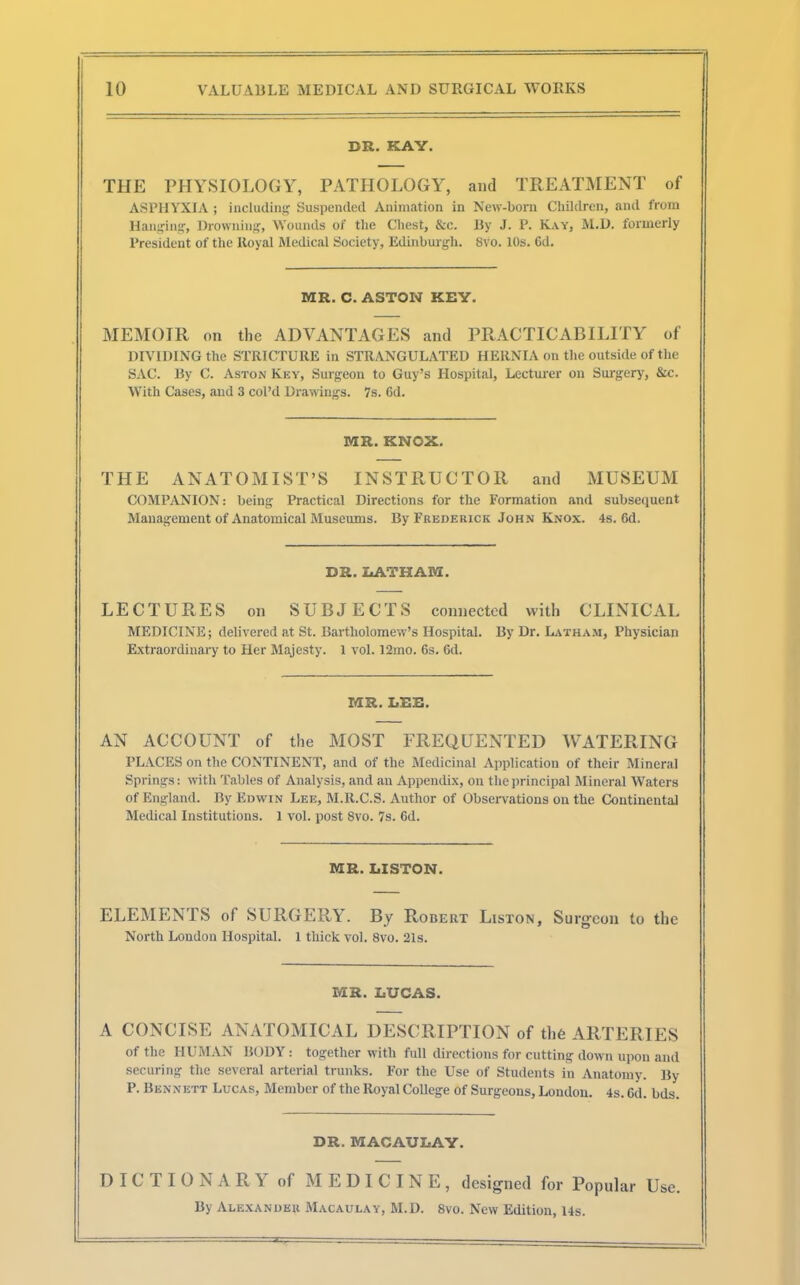 10 VALUABLE MEDICAL AND SURGICAL WORKS
DR. KAY.
THE PHYSIOLOGY, PATHOLOGY, and TREATMENT of
ASPHYXIA; including Suspended Animation in New-born Children, and from
Hanging, Drowning, Wounds of the Chest, &c. By J. P. KAY, M.D. formerly
President of the Royal Medical Society, Edinburgh. 8vo. 10s. 6d.
MR. C. ASTON KEY.
MEMOIR on the ADVANTAGES and PRACTICABILITY of
DIVIDING the STRICTURE in STRANGULATED HERNIA on the outside of the
SAC. By C. ASTON KEY, Surgeon to Guy's Hospital, Lecturer on Surgery, &c.
With Cases, and 3 col'd Drawings. 7s. 6d.
MR. KNOX.
THE ANATOMIST'S INSTRUCTOR and MUSEUM
COMPANION: being Practical Directions for the Formation and subsequent
Management of Anatomical Museums. By FREDERICK JOHN KNOX. 4s. 6d.
DR. LATHAM.
LECTURES on SUBJECTS connected with CLINICAL
MEDICINE; delivered at St. Bartholomew's Hospital. By Dr. LATHAM, Physician
Extraordinary to Her Majesty. 1 vol. 12mo. 6s. 6d.
MR. LEE.
AN ACCOUNT of the MOST FREQUENTED WATERING
PLACES on the CONTINENT, and of the Medicinal Application of their Mineral
Springs: with Tables of Analysis, and an Appendix, on the principal Mineral Waters
of England. By EDWIN LEE, M.R.C.S. Author of Observations on the Continental
Medical Institutions. 1 vol. post 8vo. 7s. 6d.
MR. LISTON.
ELEMENTS of SURGERY. By ROBERT LISTON, Surgeon to the
North London Hospital. 1 thick vol. 8vo. 21s.
MR. LUCAS.
A CONCISE ANATOMICAL DESCRIPTION of the ARTERIES
of the HUMAN BODY: together with full directions for cutting down upon and
securing the several arterial trunks. For the Use of Students in Anatomy. By
P. BENNETT LUCAS, Member of the Royal College of Surgeons, London. 4s. 6d. bds.
DR. MACAULAY.
DICTIONARY of MEDICINE, designed for Popular Use.
By ALEXANDER MACAULAY, M.D. 8vo. New Edition, 14s.